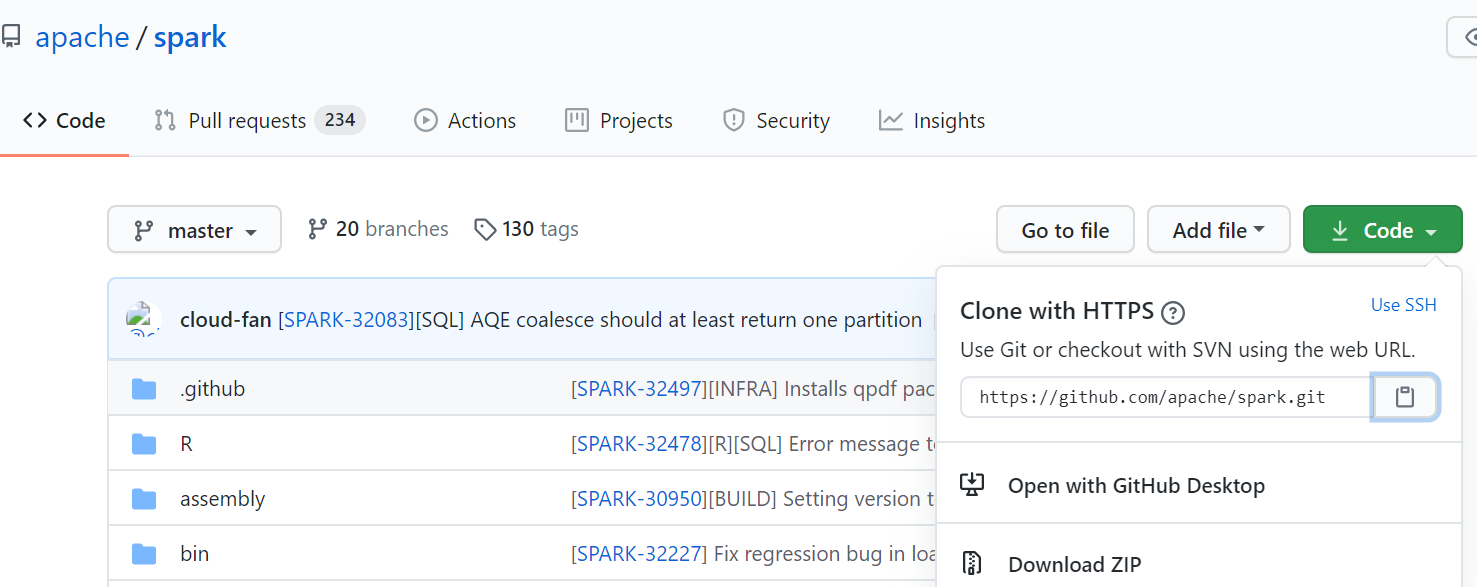 apache / spark
Code Pull requests 234 Actions Projects Security Insights
master 20 branches 130 tags Go to file Add file Code
cloud-fan [SPARK-32083][SQL] AQE coalesce should at least return one partition
Clone with HTTPS Use SSH
Use Git or checkout with SVN using the web URL.
.github [SPARK-32497][INFRA] Installs qpdf pac
https://github.com/apache/spark.git
R [SPARK-32478][R][SQL] Error message t
assembly [SPARK-30950][BUILD] Setting version t
Open with GitHub Desktop
bin [SPARK-32227] Fix regression bug in loa
Download ZIP